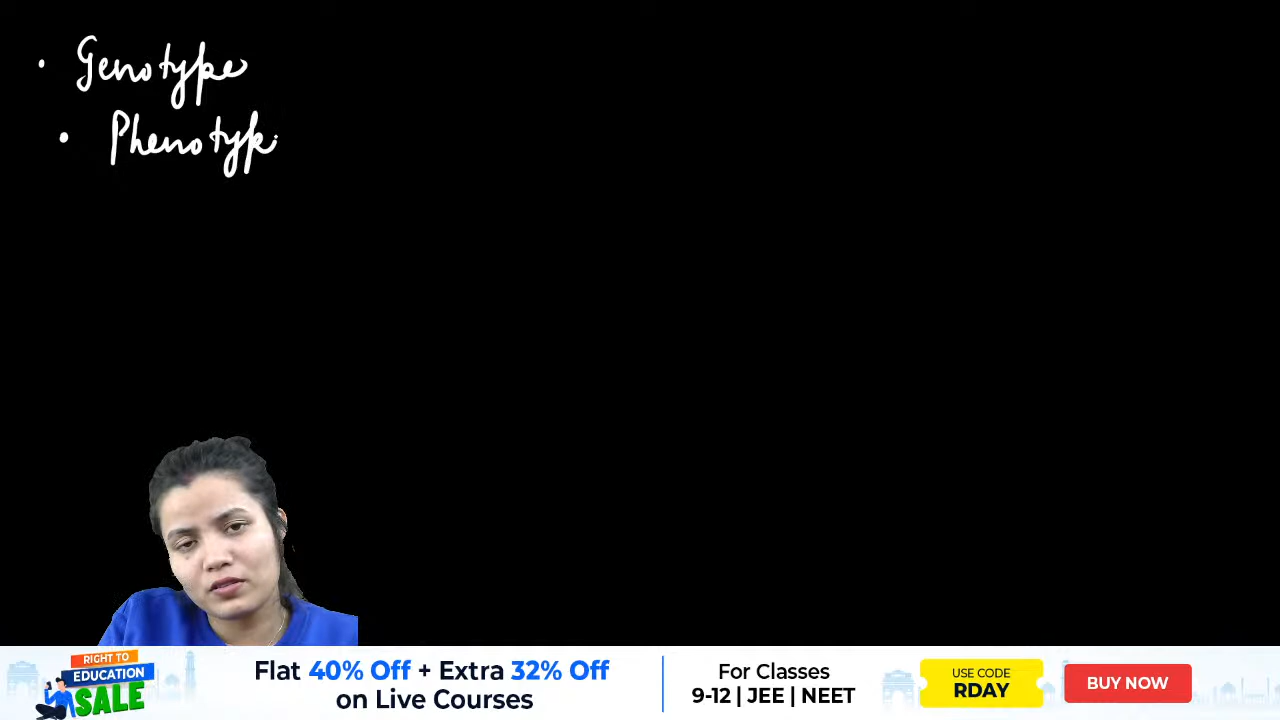 • Genotype
• Phenotyp
RIGHT TO
EDUCATION
SALE
Flat 40% Off + Extra 32% Off
on Live Courses
For Classes
9-12 | JEE | NEET
USE CODE
RDAY
BUY NOW